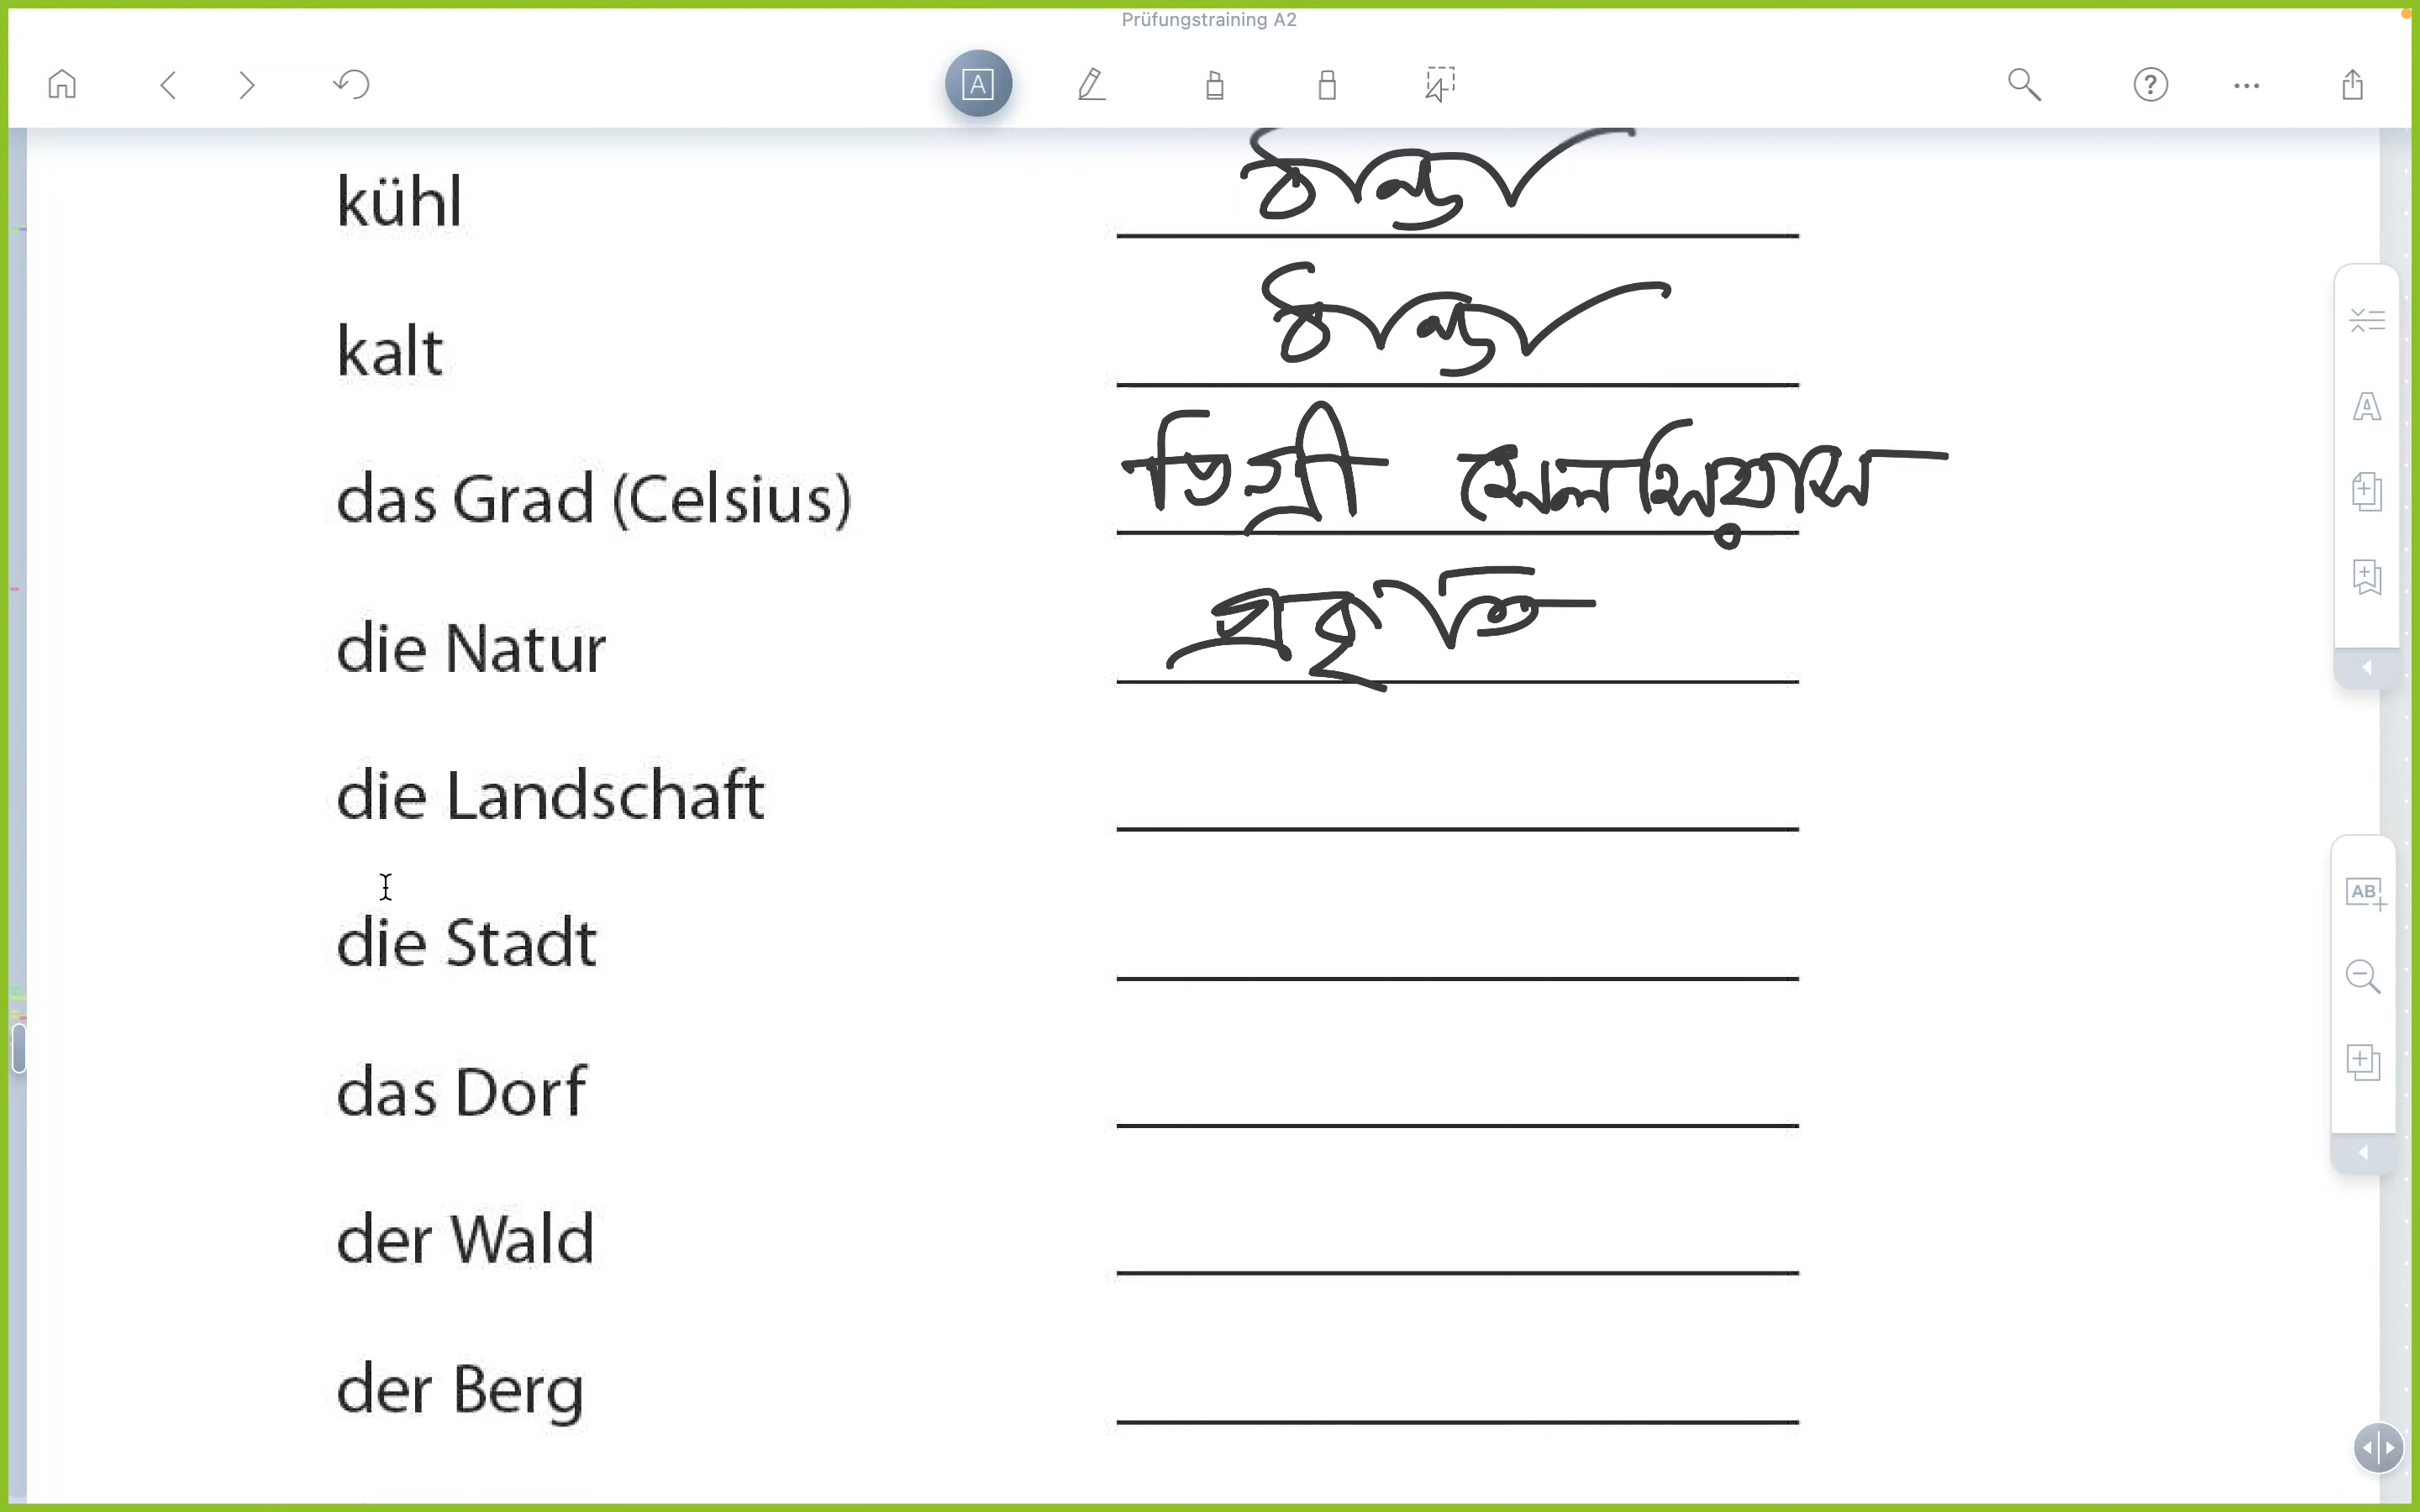 Prüfungstraining A2
A
kühl
ঠান্ডা
kalt
ঠান্ডা
das Grad (Celsius)
ডিগ্রী সেলসিয়াস
die Natur
প্রকৃতি
die Landschaft
die Stadt
das Dorf
der Wald
der Berg
A
AB